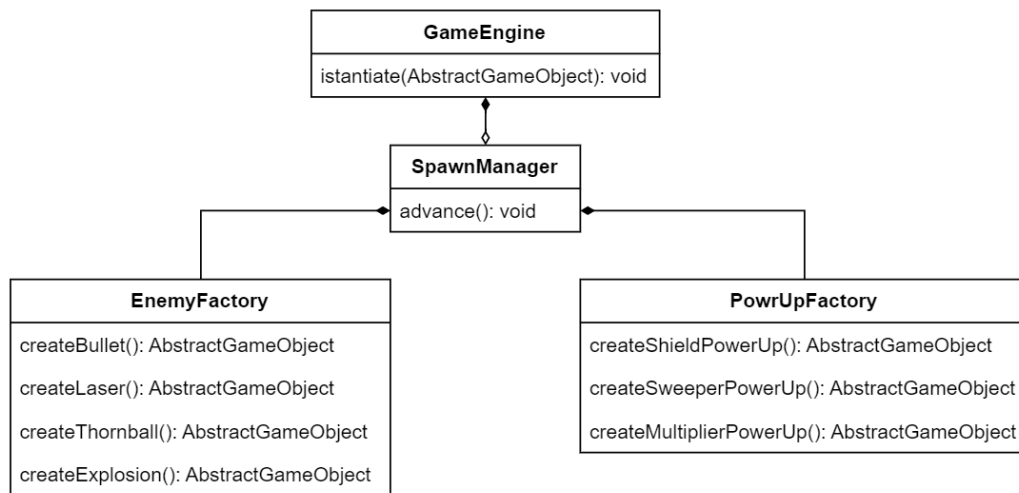 GameEngine
istantiate(AbstractGameObject): void
SpawnManager
advance(): void
EnemyFactory
createBullet(): AbstractGameObject
createLaser(): AbstractGameObject
createThornball(): AbstractGameObject
createExplosion(): AbstractGameObject
PowrUpFactory
createShieldPowerUp(): AbstractGameObject
createSweeperPowerUp(): AbstractGameObject
createMultiplierPowerUp(): AbstractGameObject